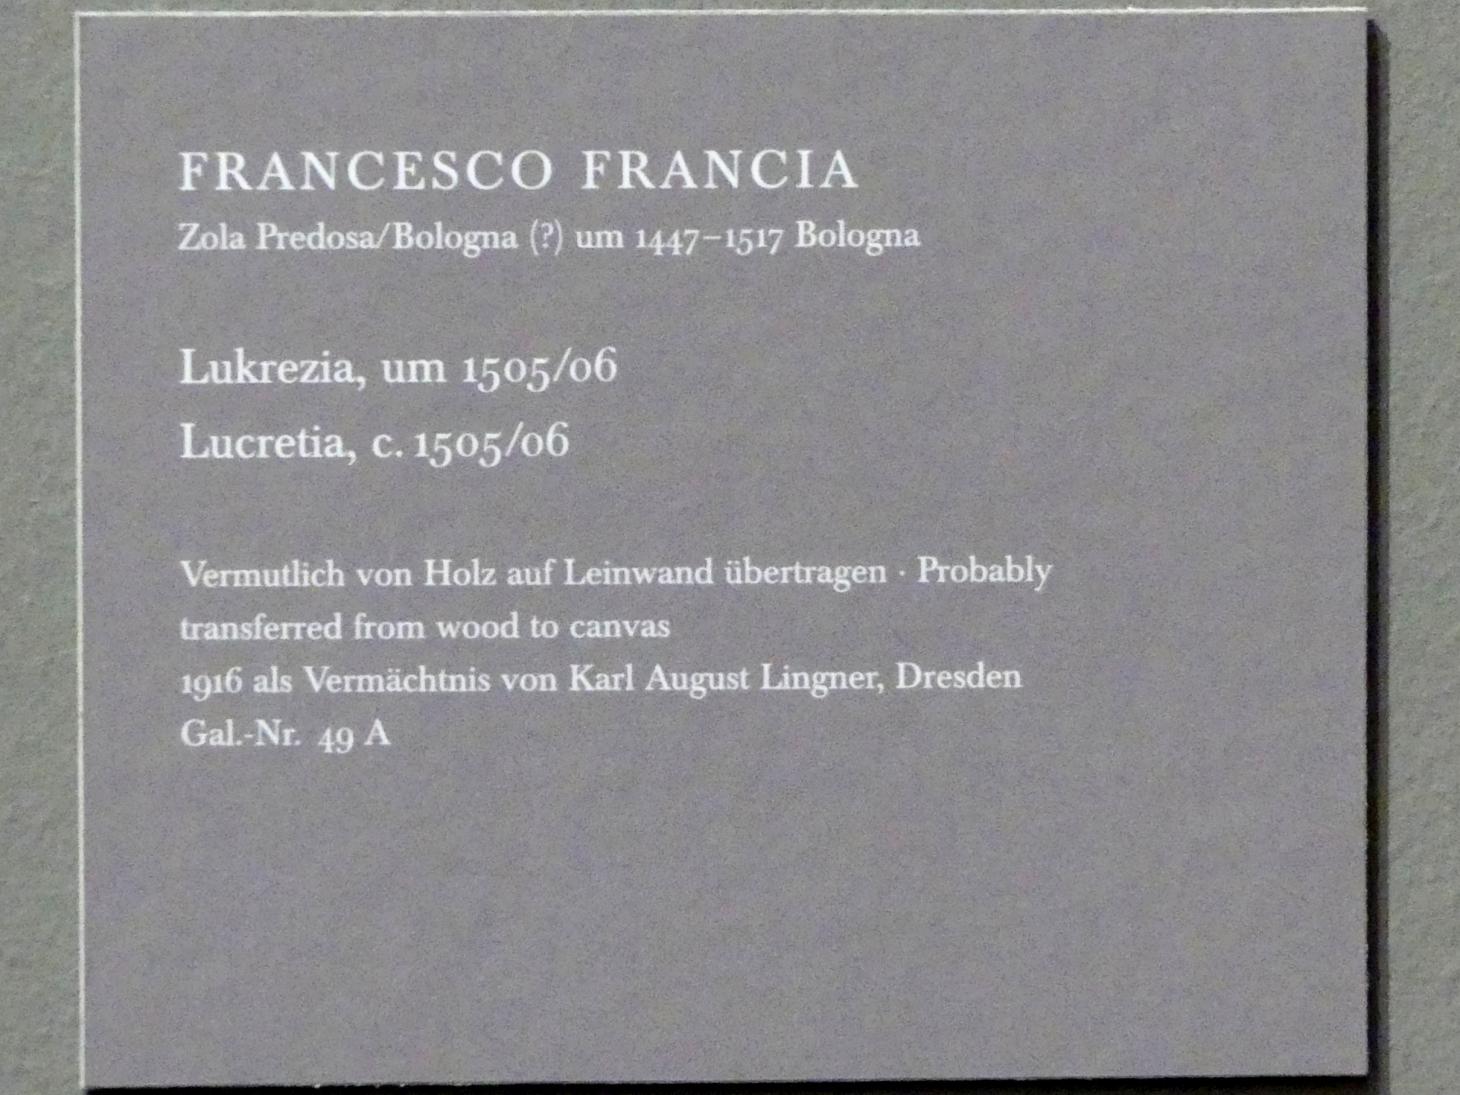 FRANCESCO FRANCIA
Zola Predosa/Bologna (?) um 1447–1517 Bologna
Lukrezia, um 1505/06
Lucretia, c. 1505/06
Vermutlich von Holz auf Leinwand übertragen · Probably
transferred from wood to canvas
1916 als Vermächtnis von Karl August Lingner, Dresden
Gal.-Nr. 49 A